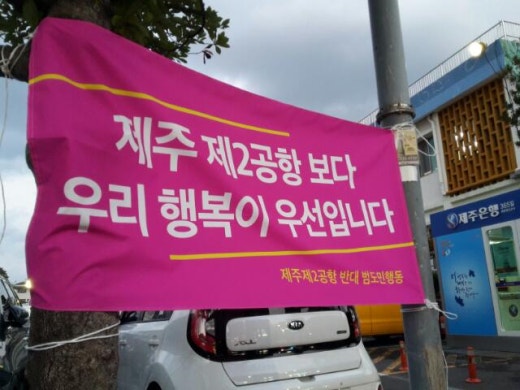 제주 제2공항 보다
우리 행복이 우선입니다
제주제2공항 반대 범도민행동
제주은행
KIA